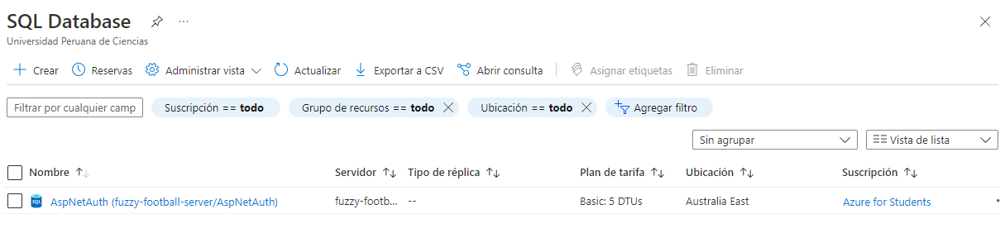 SQL Database
Universidad Peruana de Ciencias
Crear Reservas Administrar vista Actualizar Exportar a CSV Abrir consulta Asignar etiquetas Eliminar
Filtrar por cualquier camp Suscripción == todo Grupo de recursos == todo Ubicación == todo Agregar filtro
Sin agrupar Vista de lista
Nombre Servidor Tipo de réplica Plan de tarifa Ubicación Suscripción
SQL AspNetAuth (fuzzy-football-server/AspNetAuth) fuzzy-footb... -- Basic: 5 DTUs Australia East Azure for Students